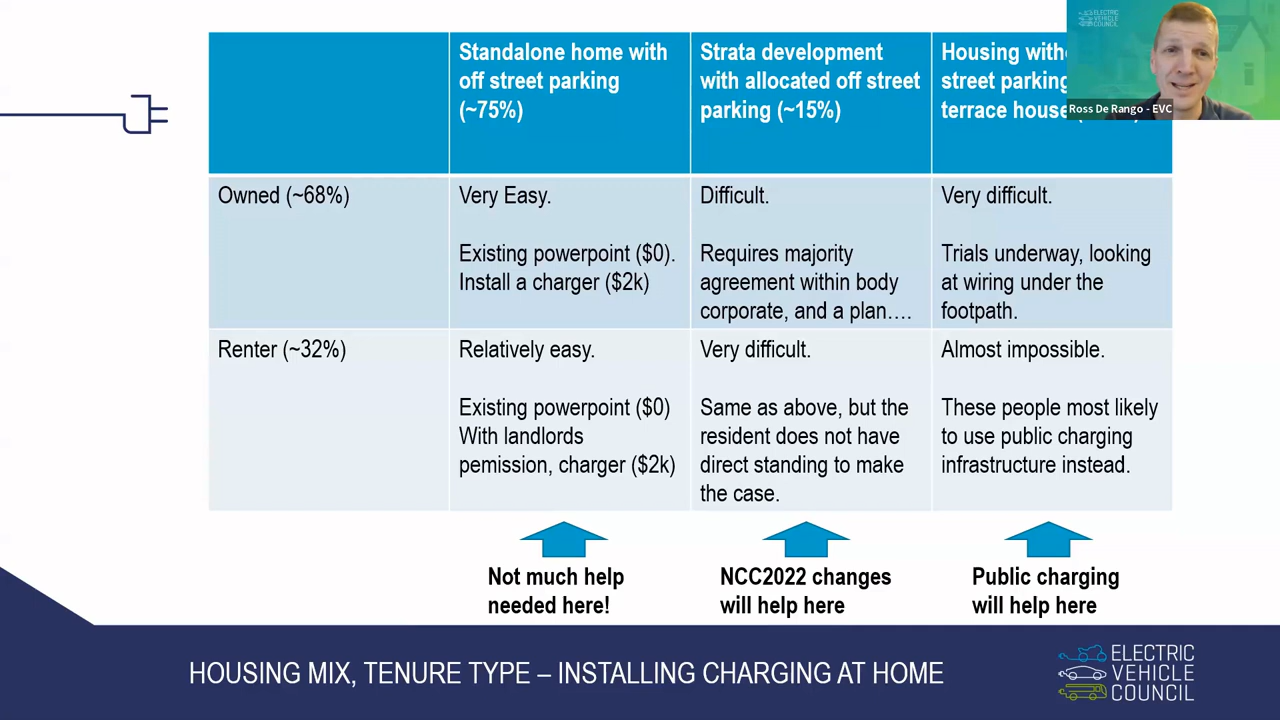 Standalone home with
off street parking
(~75%)
Strata development
with allocated off street
parking (~15%)
Housing
street parking
terrace house
ELECTRIC
VEHICLE
COUNCIL
Ross De Rango - EVC
Owned (~68%)
Very Easy.
Existing powerpoint ($0).
Install a charger ($2k)
Difficult.
Requires majority
agreement within body
corporate, and a plan….
Very difficult.
Trials underway, looking
at wiring under the
footpath.
Renter (~32%)
Relatively easy.
Existing powerpoint ($0)
With landlords
pemission, charger ($2k)
Very difficult.
Same as above, but the
resident does not have
direct standing to make
the case.
Almost impossible.
These people most likely
to use public charging
infrastructure instead.
Not much help
needed here!
NCC2022 changes
will help here
Public charging
will help here
HOUSING MIX, TENURE TYPE – INSTALLING CHARGING AT HOME
ELECTRIC
VEHICLE
COUNCIL